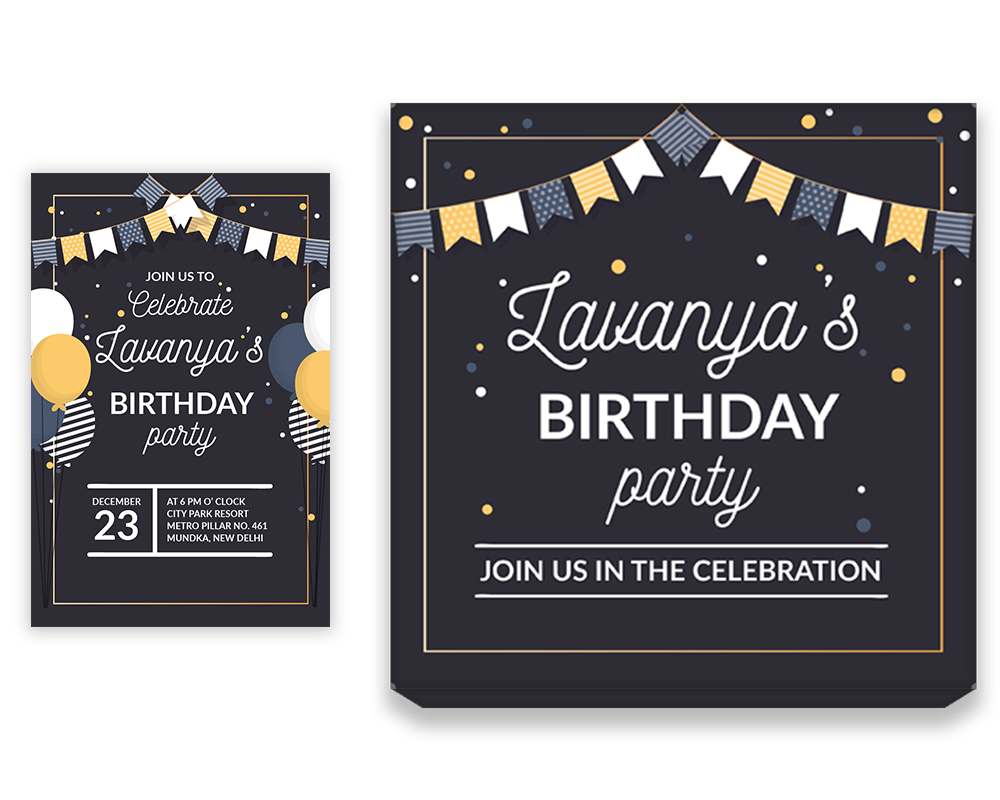 JOIN US TO
Celebrate
Lavanya's
BIRTHDAY
party
DECEMBER
23
AT 6 PM O' CLOCK
CITY PARK RESORT
METRO PILLAR NO. 461
MUNDKA, NEW DELHI
Lavanya's
BIRTHDAY
party
JOIN US IN THE CELEBRATION